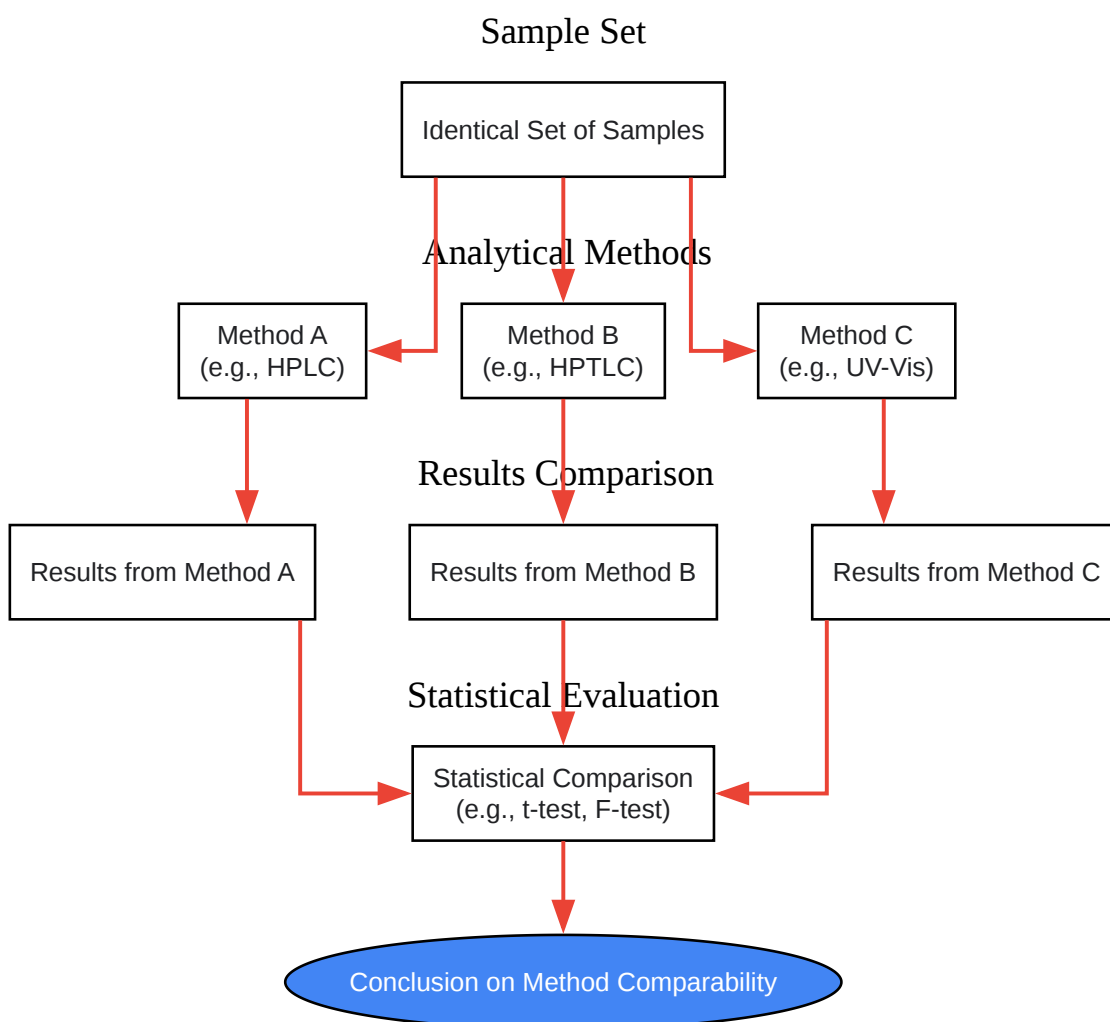 Sample Set
Identical Set of Samples
Analytical Methods
Method A
(e.g., HPLC)
Method B
(e.g., HPTLC)
Method C
(e.g., UV-Vis)
Results Comparison
Results from Method A
Results from Method B
Results from Method C
Statistical Evaluation
Statistical Comparison
(e.g., t-test, F-test)
Conclusion on Method Comparability